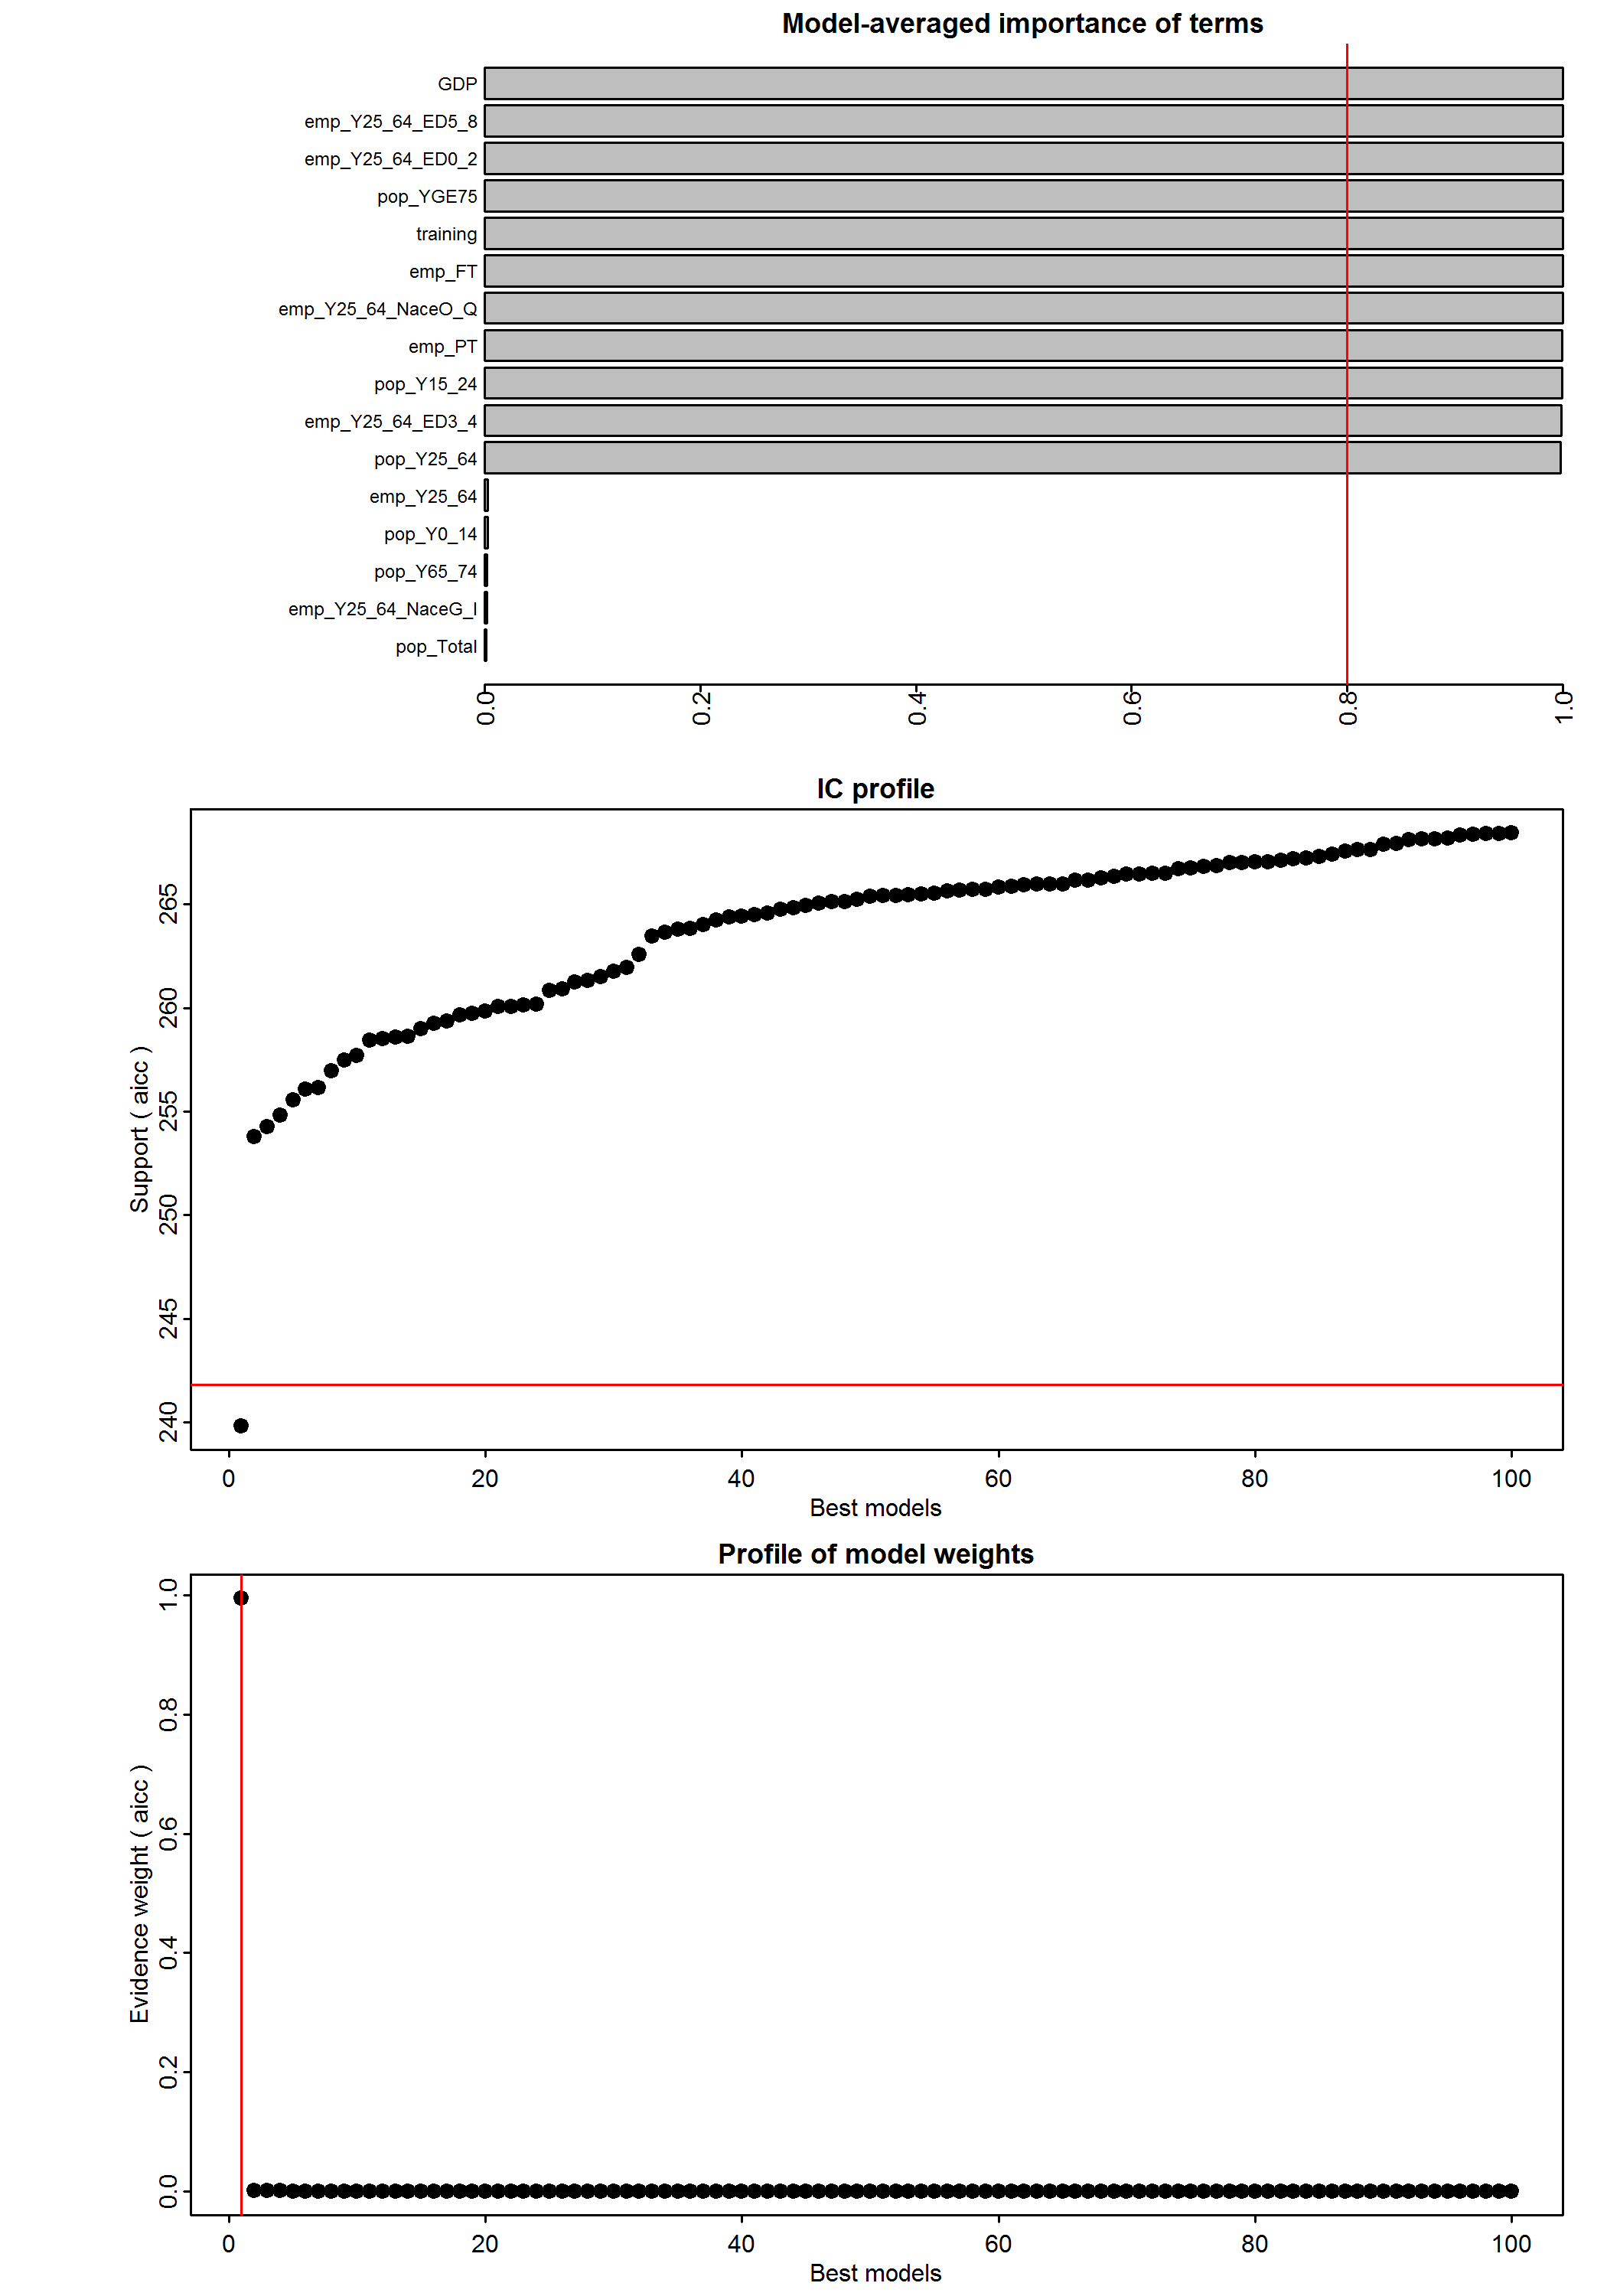 Model-averaged importance of terms
GDP
emp_Y25_64_ED5_8
emp_Y25_64_ED0_2
pop_YGE75
training
emp_FT
emp_Y25_64_NaceO_Q
emp_PT
pop_Y15_24
emp_Y25_64_ED3_4
pop_Y25_64
emp_Y25_64
pop_Y0_14
pop_Y65_74
emp_Y25_64_NaceG_I
pop_Total
0.0 0.2 0.4 0.6 0.8 1.0
IC profile
Support ( aicc )
265
260
255
250
245
240
0 20 40 60 80 100
Best models
Profile of model weights
Evidence weight ( aicc )
1.0
0.8
0.6
0.4
0.2
0.0
0 20 40 60 80 100
Best models